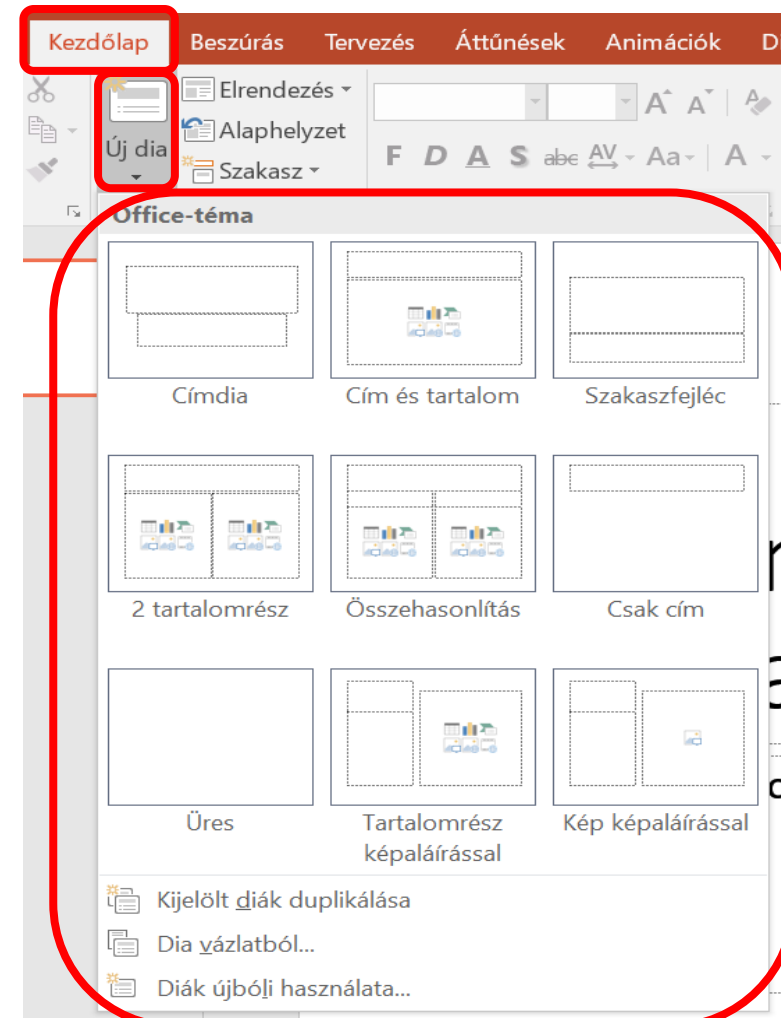 Kezdőlap Beszúrás Tervezés Áttűnések Animációk
Új dia
Elrendezés
Alaphelyzet
Szakasz
A A A
F D A S abc AV Aa A
Office-téma
Címdia Cím és tartalom Szakaszfejléc
2 tartalomrész Összehasonlítás Csak cím
Üres Tartalomrész Kép képaláírással
képaláírással
Kijelölt diák duplikálása
Dia vázlatból...
Diák újbóli használata...